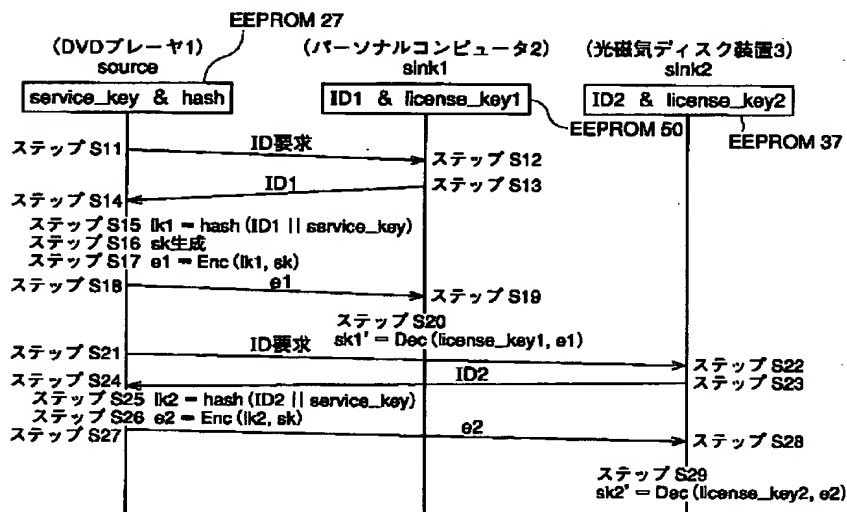 EEPROM 27
(DVDプレーヤ1)
source
(パーソナルコンピュータ2)
sink1
(光磁気ディスク装置3)
sink2
service_key & hash
ID1 & license_key1
ID2 & license_key2
EEPROM 50
EEPROM 37
ステップ S11
ID要求
ステップ S12
ID1
ステップ S13
ステップ S14
ステップ S15 lk1 = hash (ID1 || service_key)
ステップ S16 sk生成
ステップ S17 e1 = Enc (lk1, sk)
ステップ S18
e1
ステップ S19
ステップ S20
sk1' = Dec (license_key1, e1)
ステップ S21
ID要求
ステップ S22
ステップ S24
ID2
ステップ S23
ステップ S25 lk2 = hash (ID2 || service_key)
ステップ S26 e2 = Enc (lk2, sk)
ステップ S27
e2
ステップ S28
ステップ S29
sk2' = Dec (license_key2, e2)